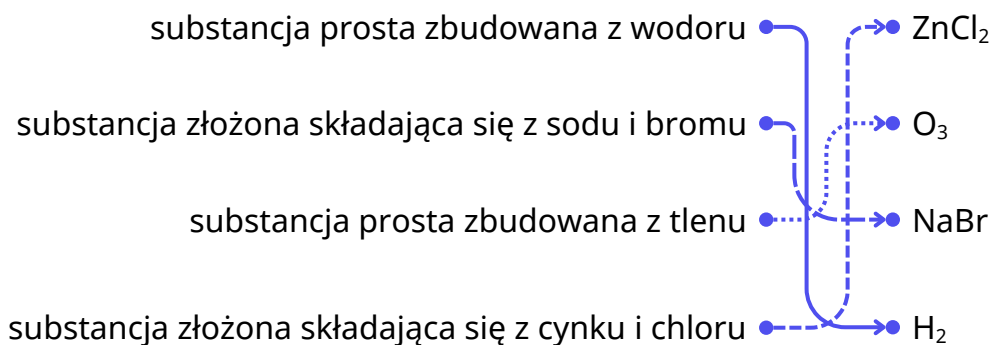 substancja prosta zbudowana z wodoru ZnCl₂
substancja złożona składająca się z sodu i bromu O₃
substancja prosta zbudowana z tlenu NaBr
substancja złożona składająca się z cynku i chloru H₂